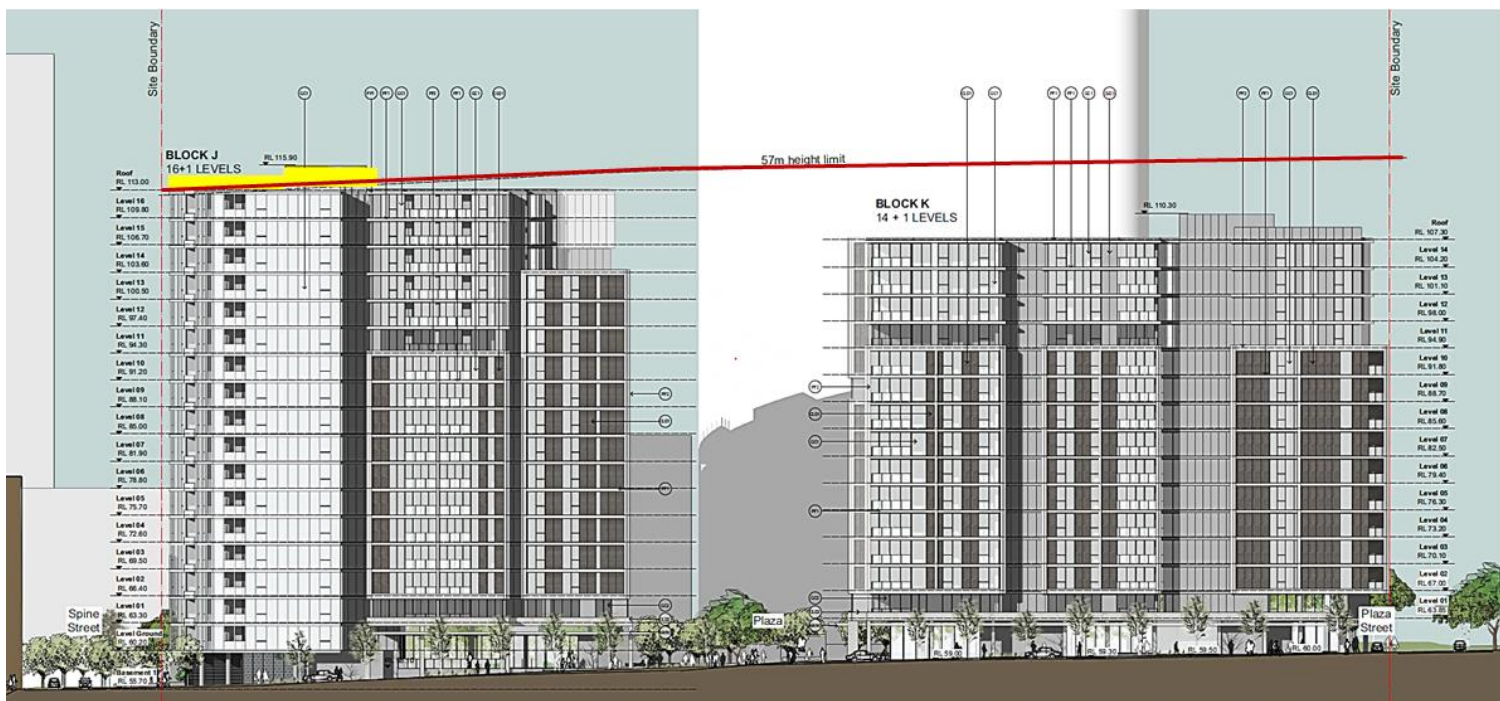 Site Boundary
Site Boundary
57m height limit
BLOCK J
16+1 LEVELS
RL 115.90
BLOCK K
14 + 1 LEVELS
RL 110.30
Roof
RL 113.00
Level 16
RL 109.80
Level 15
RL 106.70
Level 14
RL 103.60
Level 13
RL 100.50
Level 12
RL 97.40
Level 11
RL 94.30
Level 10
RL 91.20
Level 09
RL 88.10
Level 08
RL 85.00
Level 07
RL 81.90
Level 06
RL 78.80
Level 05
RL 75.70
Level 04
RL 72.60
Level 03
RL 69.50
Level 02
RL 66.40
Level 01
RL 63.30
Level Ground
RL 60.20
Basement 1
RL 55.70
Spine
Street
Plaza
Roof
RL 107.30
Level 14
RL 104.20
Level 13
RL 101.10
Level 12
RL 98.00
Level 11
RL 94.90
Level 10
RL 91.80
Level 09
RL 88.70
Level 08
RL 85.60
Level 07
RL 82.50
Level 06
RL 79.40
Level 05
RL 76.30
Level 04
RL 73.20
Level 03
RL 70.10
Level 02
RL 67.00
Level 01
RL 63.85
Plaza
Street
RL 59.00
RL 59.30
RL 59.50
RL 60.00